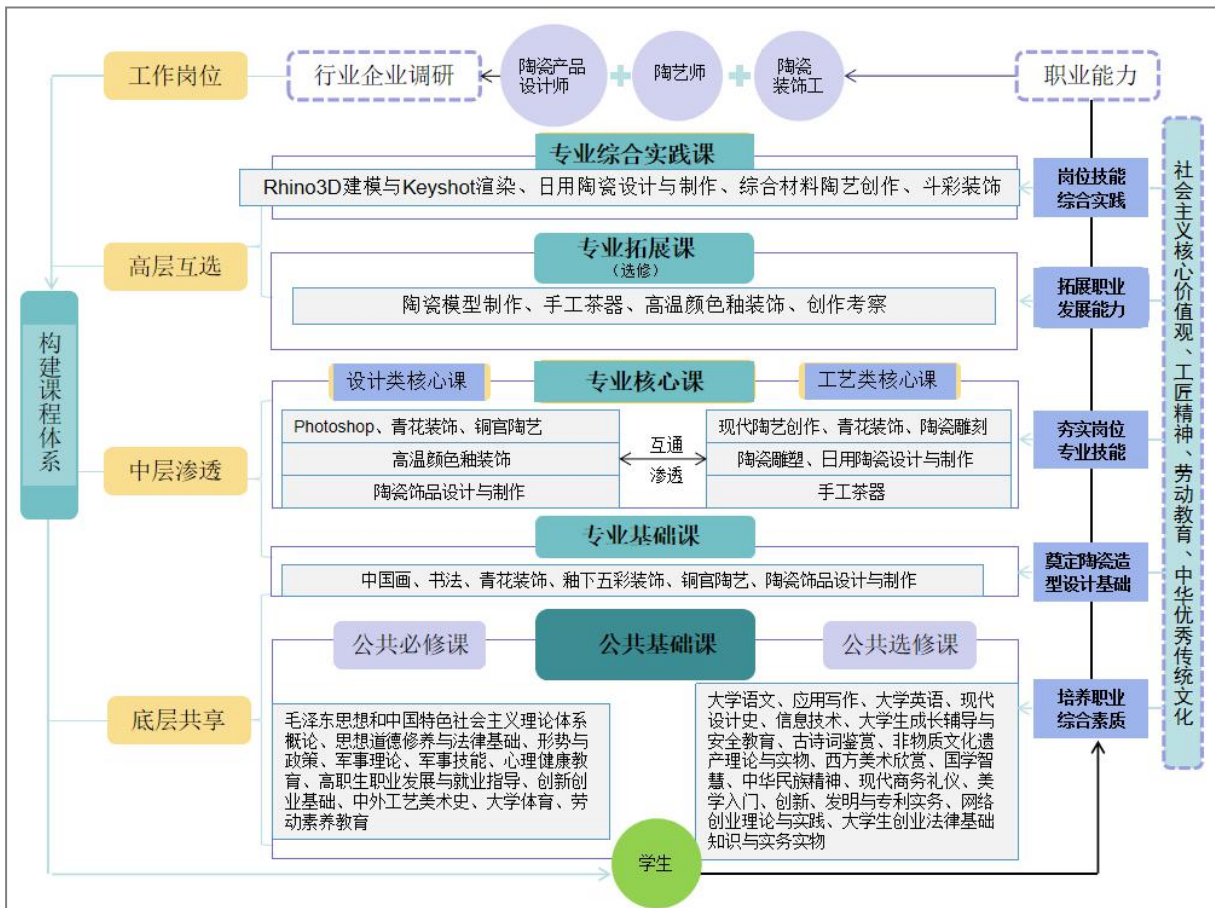 工作岗位
行业企业调研
陶瓷产品
设计师
陶艺师
陶瓷
装饰工
职业能力
专业综合实践课
Rhino3D建模与Keyshot渲染、日用陶瓷设计与制作、综合材料陶艺创作、斗彩装饰
岗位技能
综合实践
高层互选
专业拓展课
（选修）
陶瓷模型制作、手工茶器、高温颜色釉装饰、创作考察
拓展职业
发展能力
构建课程体系
社会主义核心价值观、工匠精神、劳动教育、中华优秀传统文化
设计类核心课
专业核心课
工艺类核心课
中层渗透
Photoshop、青花装饰、铜官陶艺
高温颜色釉装饰
陶瓷饰品设计与制作
互通
渗透
现代陶艺创作、青花装饰、陶瓷雕刻
陶瓷雕塑、日用陶瓷设计与制作
手工茶器
夯实岗位
专业技能
专业基础课
中国画、书法、青花装饰、釉下五彩装饰、铜官陶艺、陶瓷饰品设计与制作
奠定陶瓷造
型设计基础
公共必修课
公共基础课
公共选修课
底层共享
毛泽东思想和中国特色社会主义理论体系
概论、思想道德修养与法律基础、形势与
政策、军事理论、军事技能、心理健康教
育、高职生职业发展与就业指导、创新创
业基础、中外工艺美术史、大学体育、劳
动素养教育
大学语文、应用写作、大学英语、现代
设计史、信息技术、大学生成长辅导与
安全教育、古诗词鉴赏、非物质文化遗
产理论与实物、西方美术欣赏、国学智
慧、中华民族精神、现代商务礼仪、美
学入门、创新、发明与专利实务、网络
创业理论与实践、大学生创业法律基础
知识与实务实物
培养职业
综合素质
学生